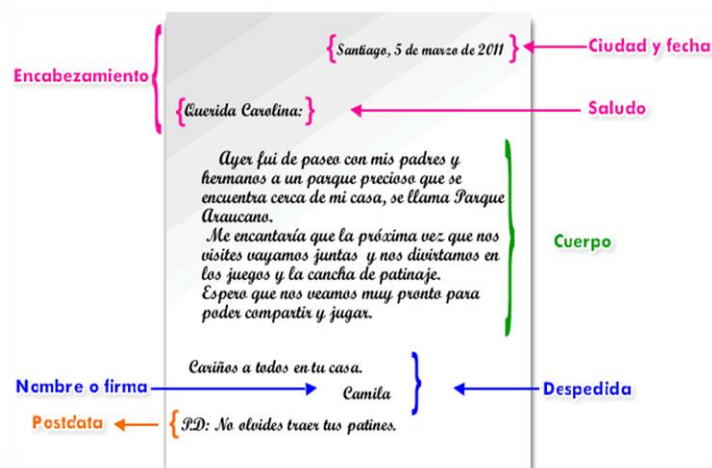 Santiago, 5 de marzo de 2011
Ciudad y fecha
Encabezamiento
Querida Carolina:
Saludo
Ayer fui de paseo con mis padres y
hermanos a un parque precioso que se
encuentra cerca de mi casa, se llama Parque
Araucano.
Me encantaría que la próxima vez que nos
visites vayamos juntas y nos divirtamos en
los juegos y la cancha de patinaje.
Espero que nos veamos muy pronto para
poder compartir y jugar.
Cuerpo
Cariños a todos en tu casa.
Nombre o firma
Camila
Despedida
Postdata
P.D: No olvides traer tus patines.